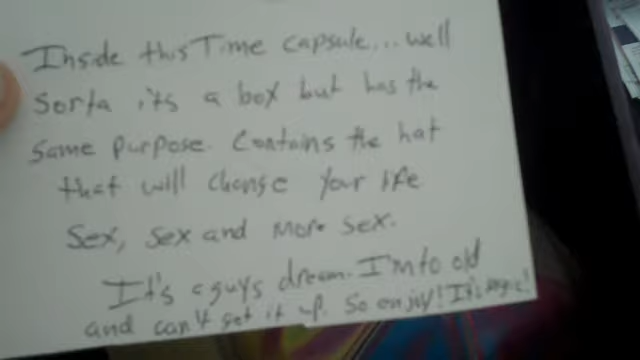 Inside this Time capsule... well
Sorta it's a box but has the
Same purpose. Contains the hat
that will change your life
Sex, sex and more sex.
It's a guys dream. I'm to old
and can't get it up. So enjoy! It's magic!